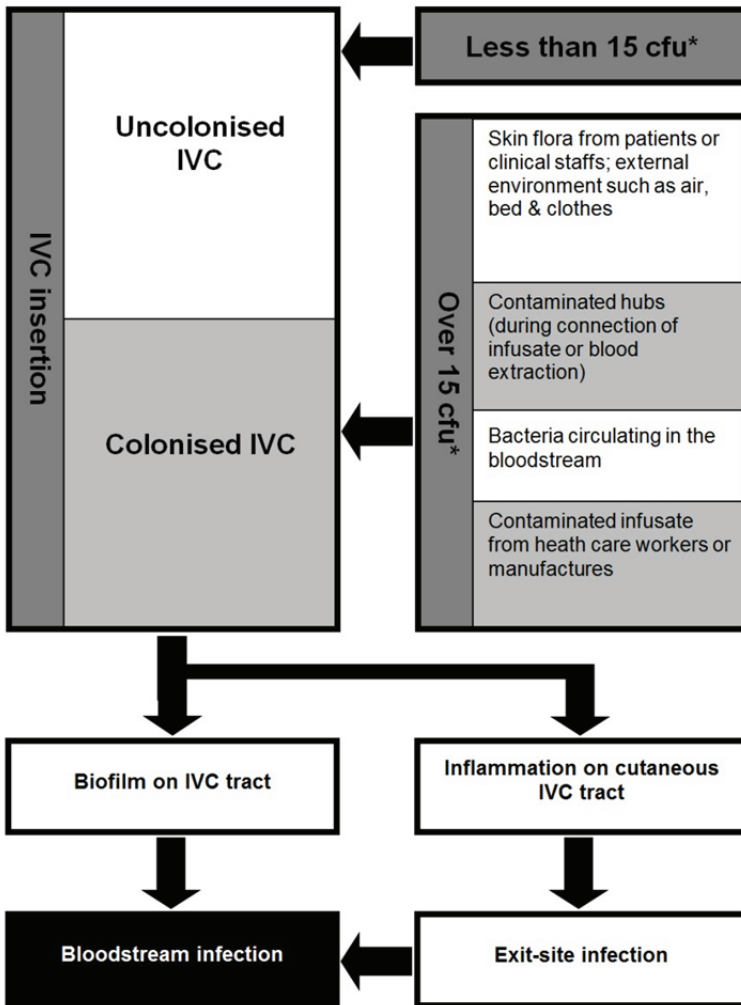 Less than 15 cfu*
IVC insertion
Uncolonised
IVC
Colonised IVC
Over 15 cfu*
Skin flora from patients or
clinical staffs; external
environment such as air,
bed & clothes
Contaminated hubs
(during connection of
infusate or blood
extraction)
Bacteria circulating in the
bloodstream
Contaminated infusate
from heath care workers or
manufactures
Biofilm on IVC tract
Inflammation on cutaneous
IVC tract
Bloodstream infection
Exit-site infection